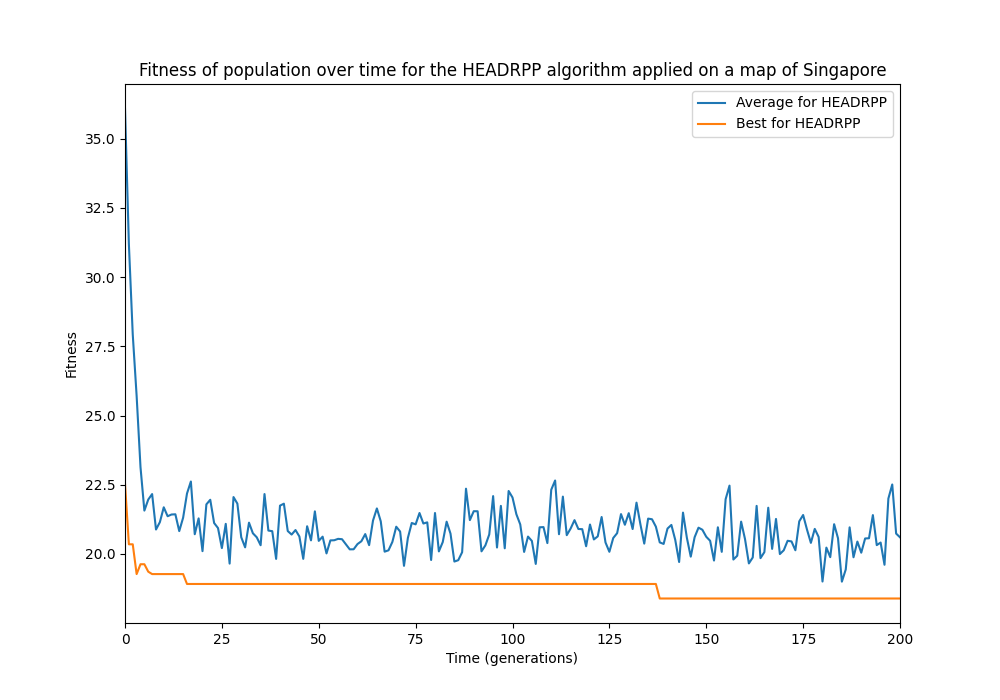 Fitness of population over time for the HEADRPP algorithm applied on a map of Singapore
Average for HEADRPP
Best for HEADRPP
35.0
32.5
30.0
27.5
25.0
22.5
20.0
Fitness
0 25 50 75 100 125 150 175 200
Time (generations)